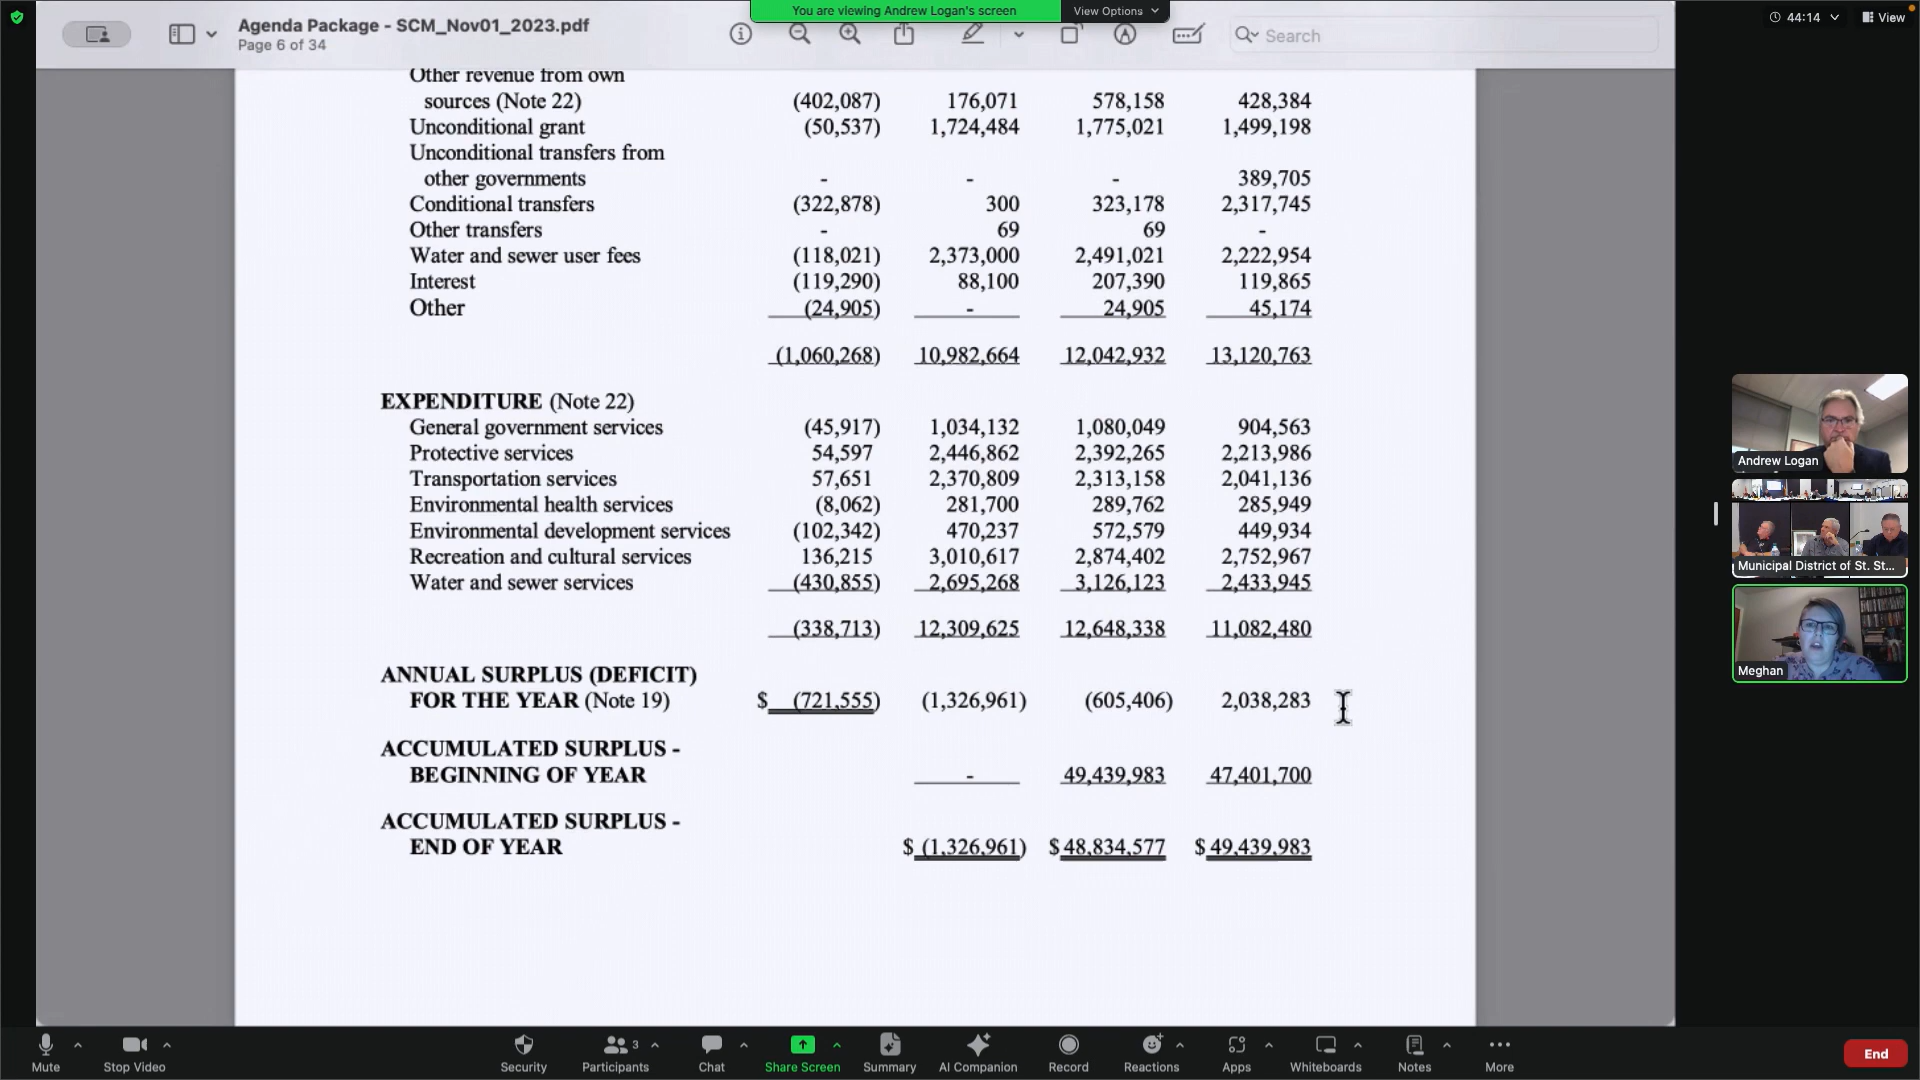 You are viewing Andrew Logan's screen View Options
44:14 View
Agenda Package - SCM_Nov01_2023.pdf
Page 6 of 34
Search
Other revenue from own
sources (Note 22) (402,087) 176,071 578,158 428,384
Unconditional grant (50,537) 1,724,484 1,775,021 1,499,198
Unconditional transfers from
other governments - - - 389,705
Conditional transfers (322,878) 300 323,178 2,317,745
Other transfers - 69 69 -
Water and sewer user fees (118,021) 2,373,000 2,491,021 2,222,954
Interest (119,290) 88,100 207,390 119,865
Other (24,905) - 24,905 45,174
(1,060,268) 10,982,664 12,042,932 13,120,763
EXPENDITURE (Note 22)
General government services (45,917) 1,034,132 1,080,049 904,563
Protective services 54,597 2,446,862 2,392,265 2,213,986
Transportation services 57,651 2,370,809 2,313,158 2,041,136
Environmental health services (8,062) 281,700 289,762 285,949
Environmental development services (102,342) 470,237 572,579 449,934
Recreation and cultural services 136,215 3,010,617 2,874,402 2,752,967
Water and sewer services (430,855) 2,695,268 3,126,123 2,433,945
(338,713) 12,309,625 12,648,338 11,082,480
ANNUAL SURPLUS (DEFICIT)
FOR THE YEAR (Note 19) $ (721,555) (1,326,961) (605,406) 2,038,283
ACCUMULATED SURPLUS -
BEGINNING OF YEAR - 49,439,983 47,401,700
ACCUMULATED SURPLUS -
END OF YEAR $ (1,326,961) $ 48,834,577 $ 49,439,983
Andrew Logan
Municipal District of St. St...
Meghan
Mute Stop Video Security Participants 3 Chat Share Screen Summary AI Companion Record Reactions Apps Whiteboards Notes More End